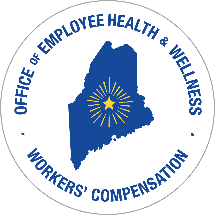 OFFICE OF EMPLOYEE HEALTH & WELLNESS
WORKERS' COMPENSATION